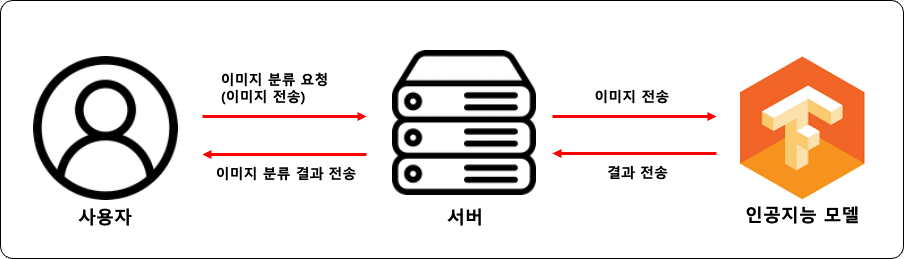 이미지 분류 요청
(이미지 전송)
이미지 전송
이미지 분류 결과 전송
결과 전송
사용자
서버
인공지능 모델